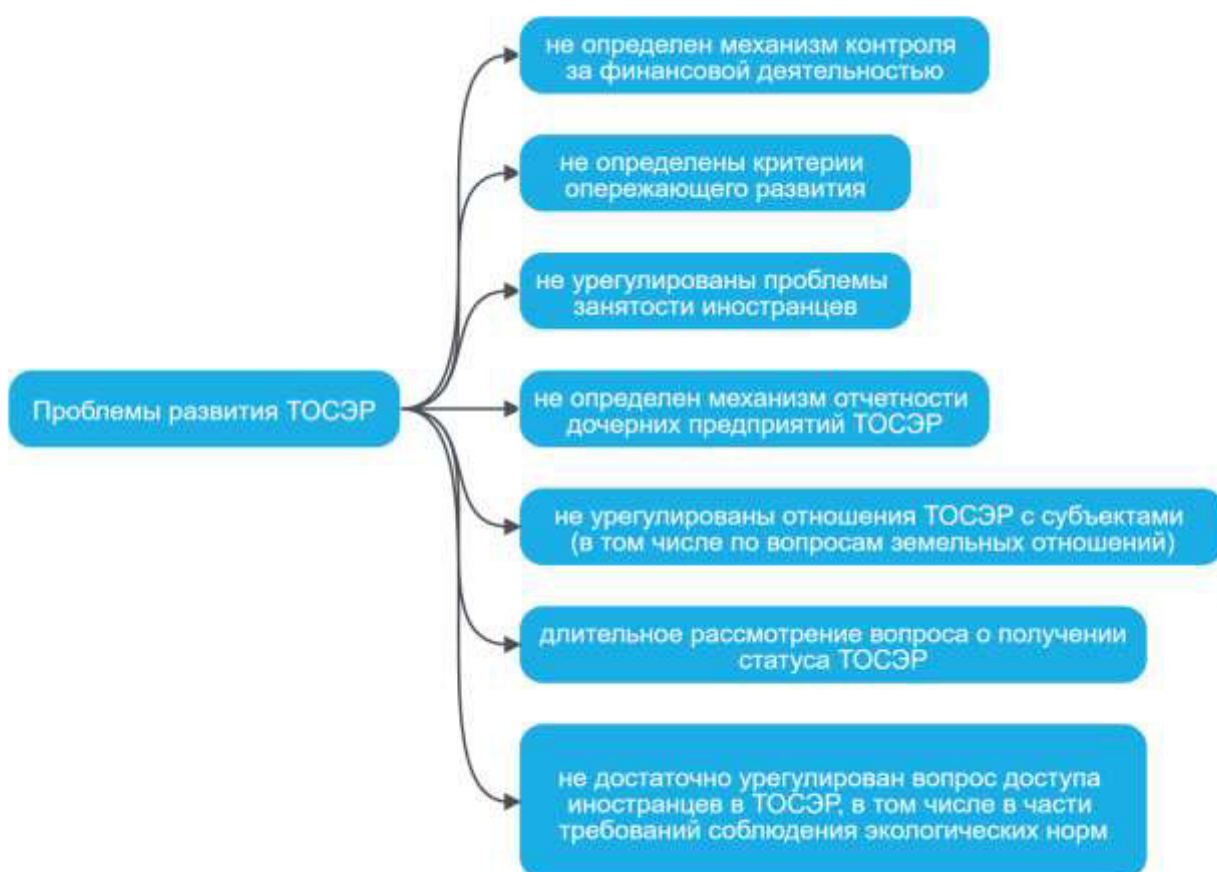 не определен механизм контроля
за финансовой деятельностью
не определены критерии
опережающего развития
не урегулированы проблемы
занятости иностранцев
Проблемы развития ТОСЭР
не определен механизм отчетности
дочерних предприятий ТОСЭР
не урегулированы отношения ТОСЭР с субъектами
(в том числе по вопросам земельных отношений)
длительное рассмотрение вопроса о получении
статуса ТОСЭР
не достаточно урегулирован вопрос доступа
иностранцев в ТОСЭР, в том числе в части
требований соблюдения экологических норм